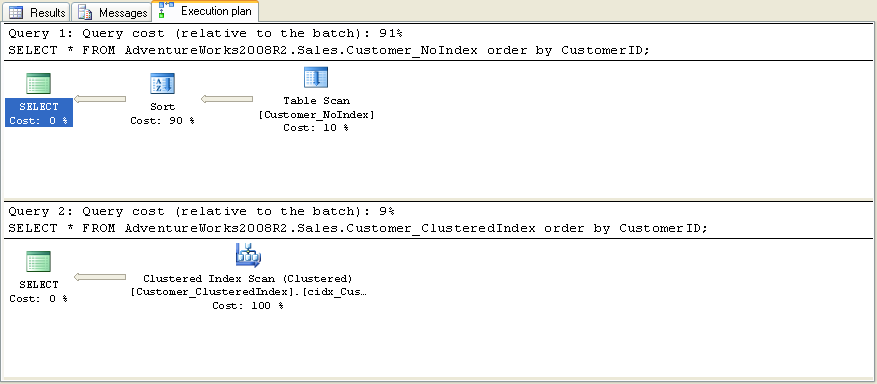 Results Messages Execution plan
Query 1: Query cost (relative to the batch): 91%
SELECT * FROM AdventureWorks2008R2.Sales.Customer_NoIndex order by CustomerID;
SELECT
Cost: 0 %
Sort
Cost: 90 %
Table Scan
[Customer_NoIndex]
Cost: 10 %
Query 2: Query cost (relative to the batch): 9%
SELECT * FROM AdventureWorks2008R2.Sales.Customer_ClusteredIndex order by CustomerID;
SELECT
Cost: 0 %
Clustered Index Scan (Clustered)
[Customer_ClusteredIndex].[cidx_Cus…
Cost: 100 %